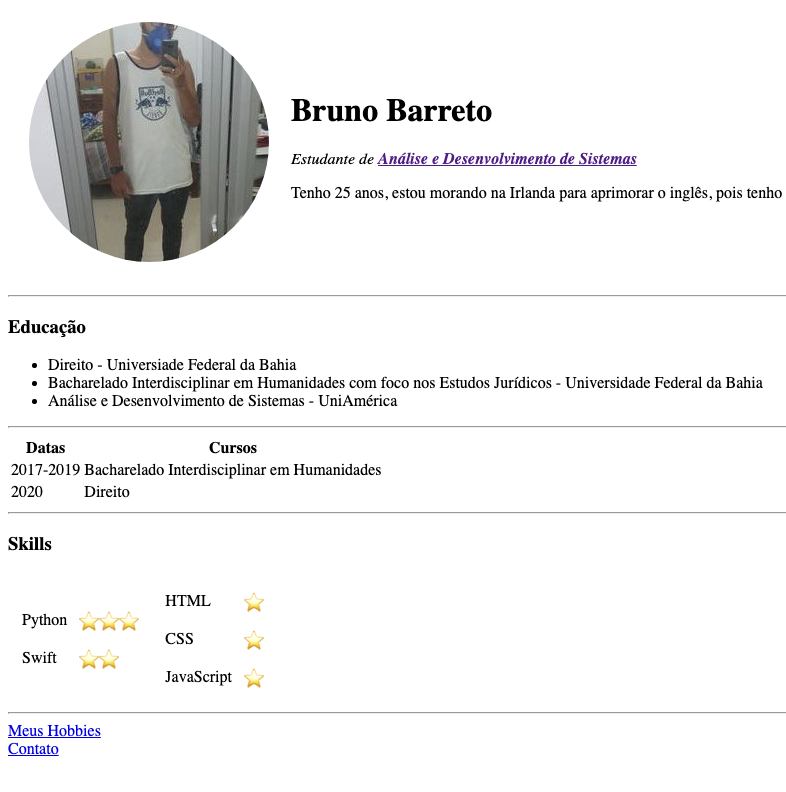 Bruno Barreto
Estudante de Análise e Desenvolvimento de Sistemas
Tenho 25 anos, estou morando na Irlanda para aprimorar o inglês, pois tenho
Educação
Direito - Universiade Federal da Bahia
Bacharelado Interdisciplinar em Humanidades com foco nos Estudos Jurídicos - Universidade Federal da Bahia
Análise e Desenvolvimento de Sistemas - UniAmérica
Datas Cursos
2017-2019 Bacharelado Interdisciplinar em Humanidades
2020 Direito
Skills
Python
Swift
HTML
CSS
JavaScript
Meus Hobbies
Contato